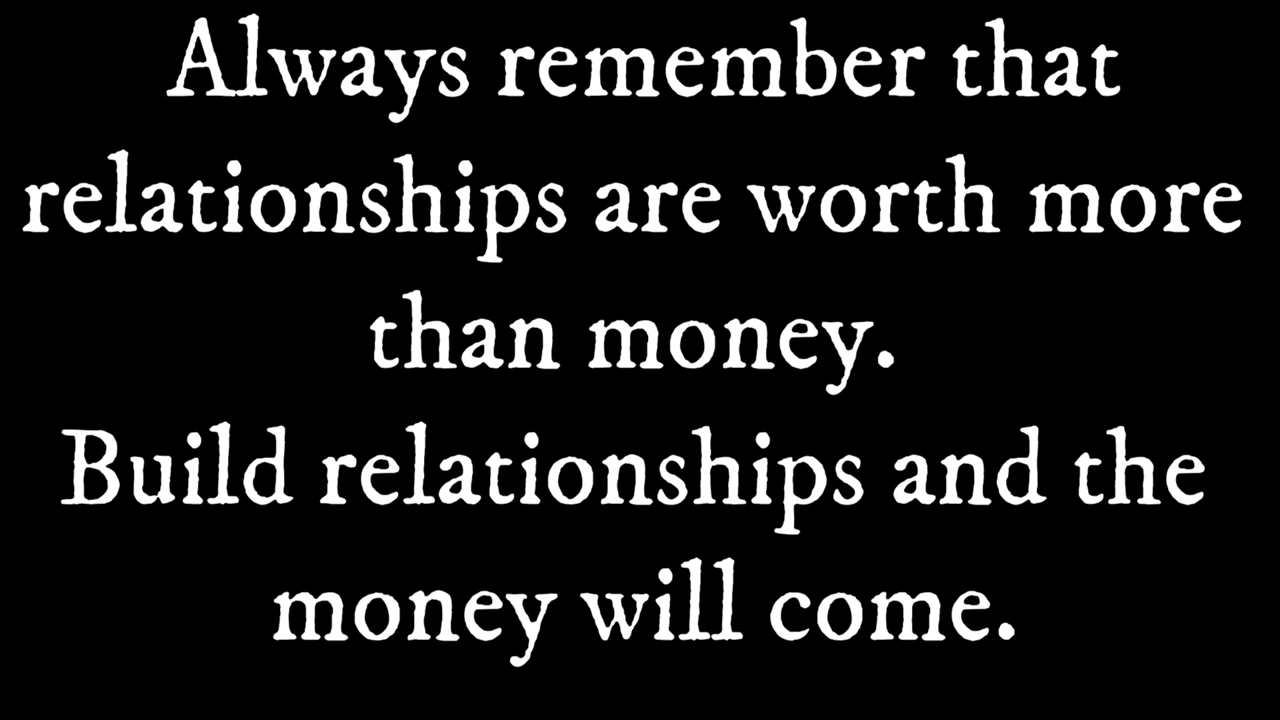 Always remember that
relationships are worth more
than money.
Build relationships and the
money will come.